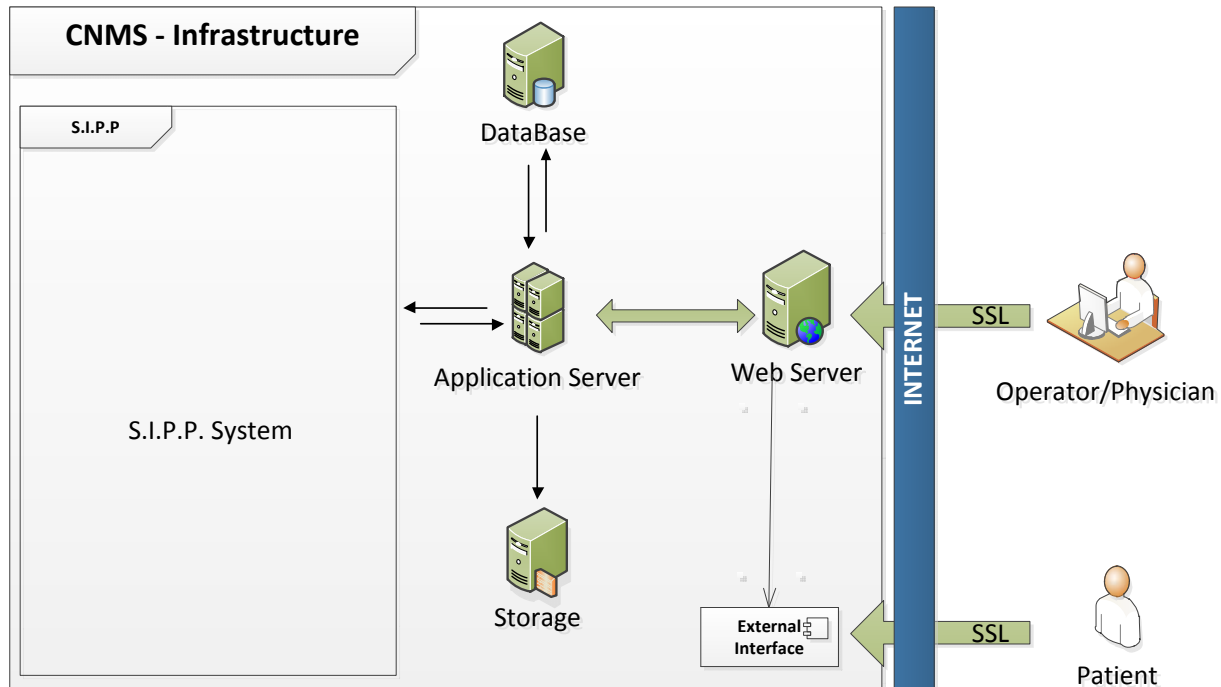 CNMS - Infrastructure
S.I.P.P
DataBase
S.I.P.P. System
Application Server
Web Server
Storage
External
Interface
INTERNET
SSL
Operator/Physician
SSL
Patient